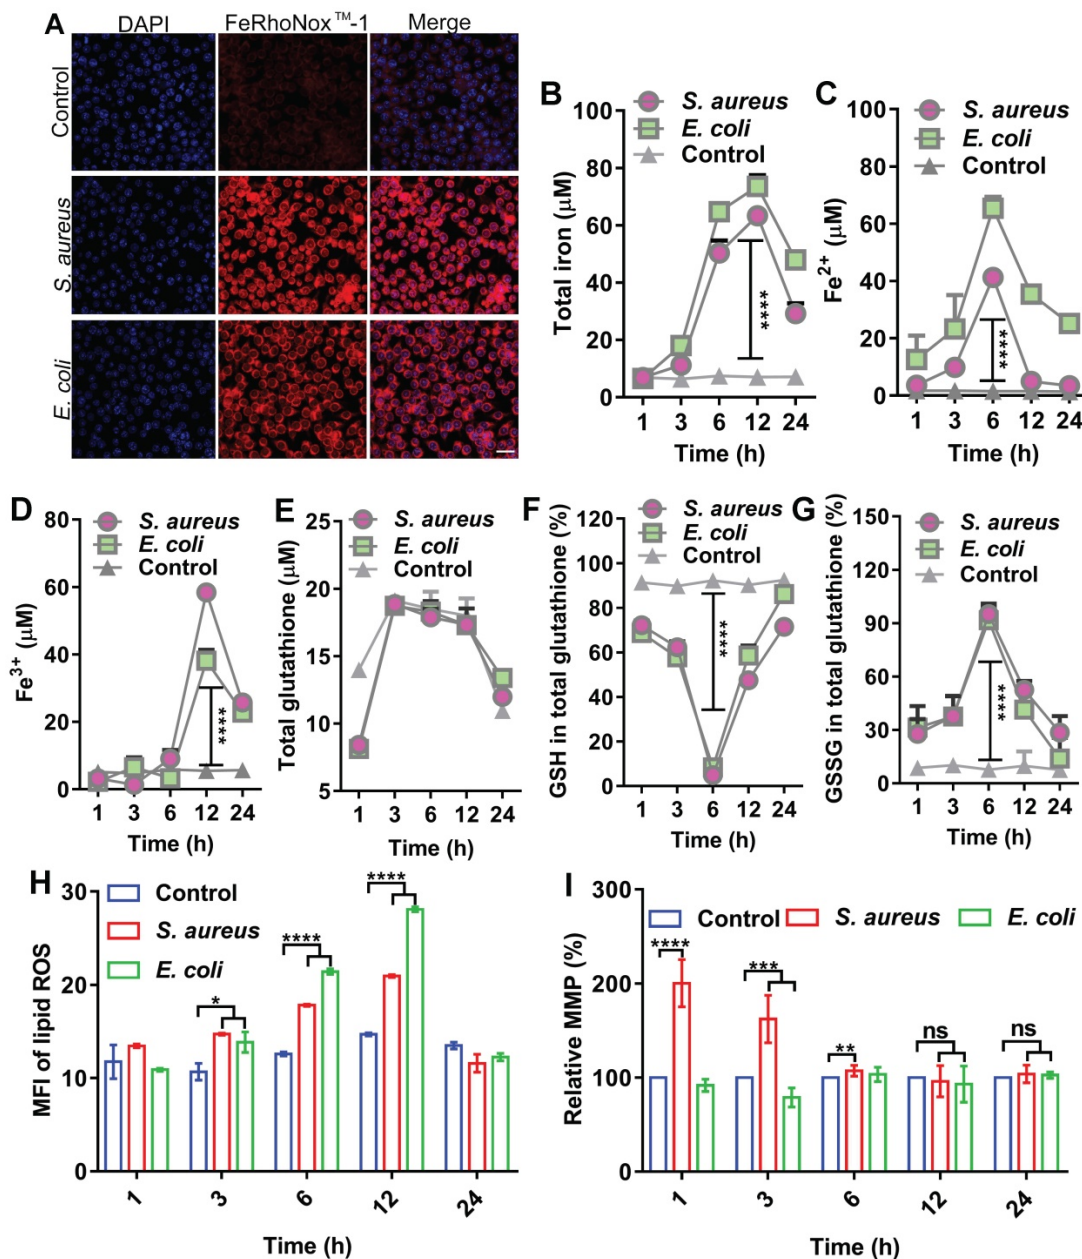 A
DAPI
FeRhoNox™-1
Merge
Control
S. aureus
E. coli
B
S. aureus
E. coli
Control
100
80
60
40
20
0
Total iron (µM)
****
1 3 6 12 24
Time (h)
C
S. aureus
E. coli
Control
100
80
60
40
20
0
Fe²⁺ (µM)
****
1 3 6 12 24
Time (h)
D
S. aureus
E. coli
Control
80
60
40
20
0
Fe³⁺ (µM)
****
1 3 6 12 24
Time (h)
E
S. aureus
E. coli
Control
25
20
15
10
5
Total glutathione (µM)
1 3 6 12 24
Time (h)
F
S. aureus
E. coli
Control
120
100
80
60
40
20
0
GSH in total glutathione (%)
****
1 3 6 12 24
Time (h)
G
S. aureus
E. coli
Control
150
120
90
60
30
0
GSSG in total glutathione (%)
****
1 3 6 12 24
Time (h)
H
Control
S. aureus
E. coli
30
20
10
0
MFI of lipid ROS
*
****
****
1 3 6 12 24
Time (h)
I
Control
S. aureus
E. coli
300
200
100
0
Relative MMP (%)
****
***
**
ns
ns
1 3 6 12 24
Time (h)